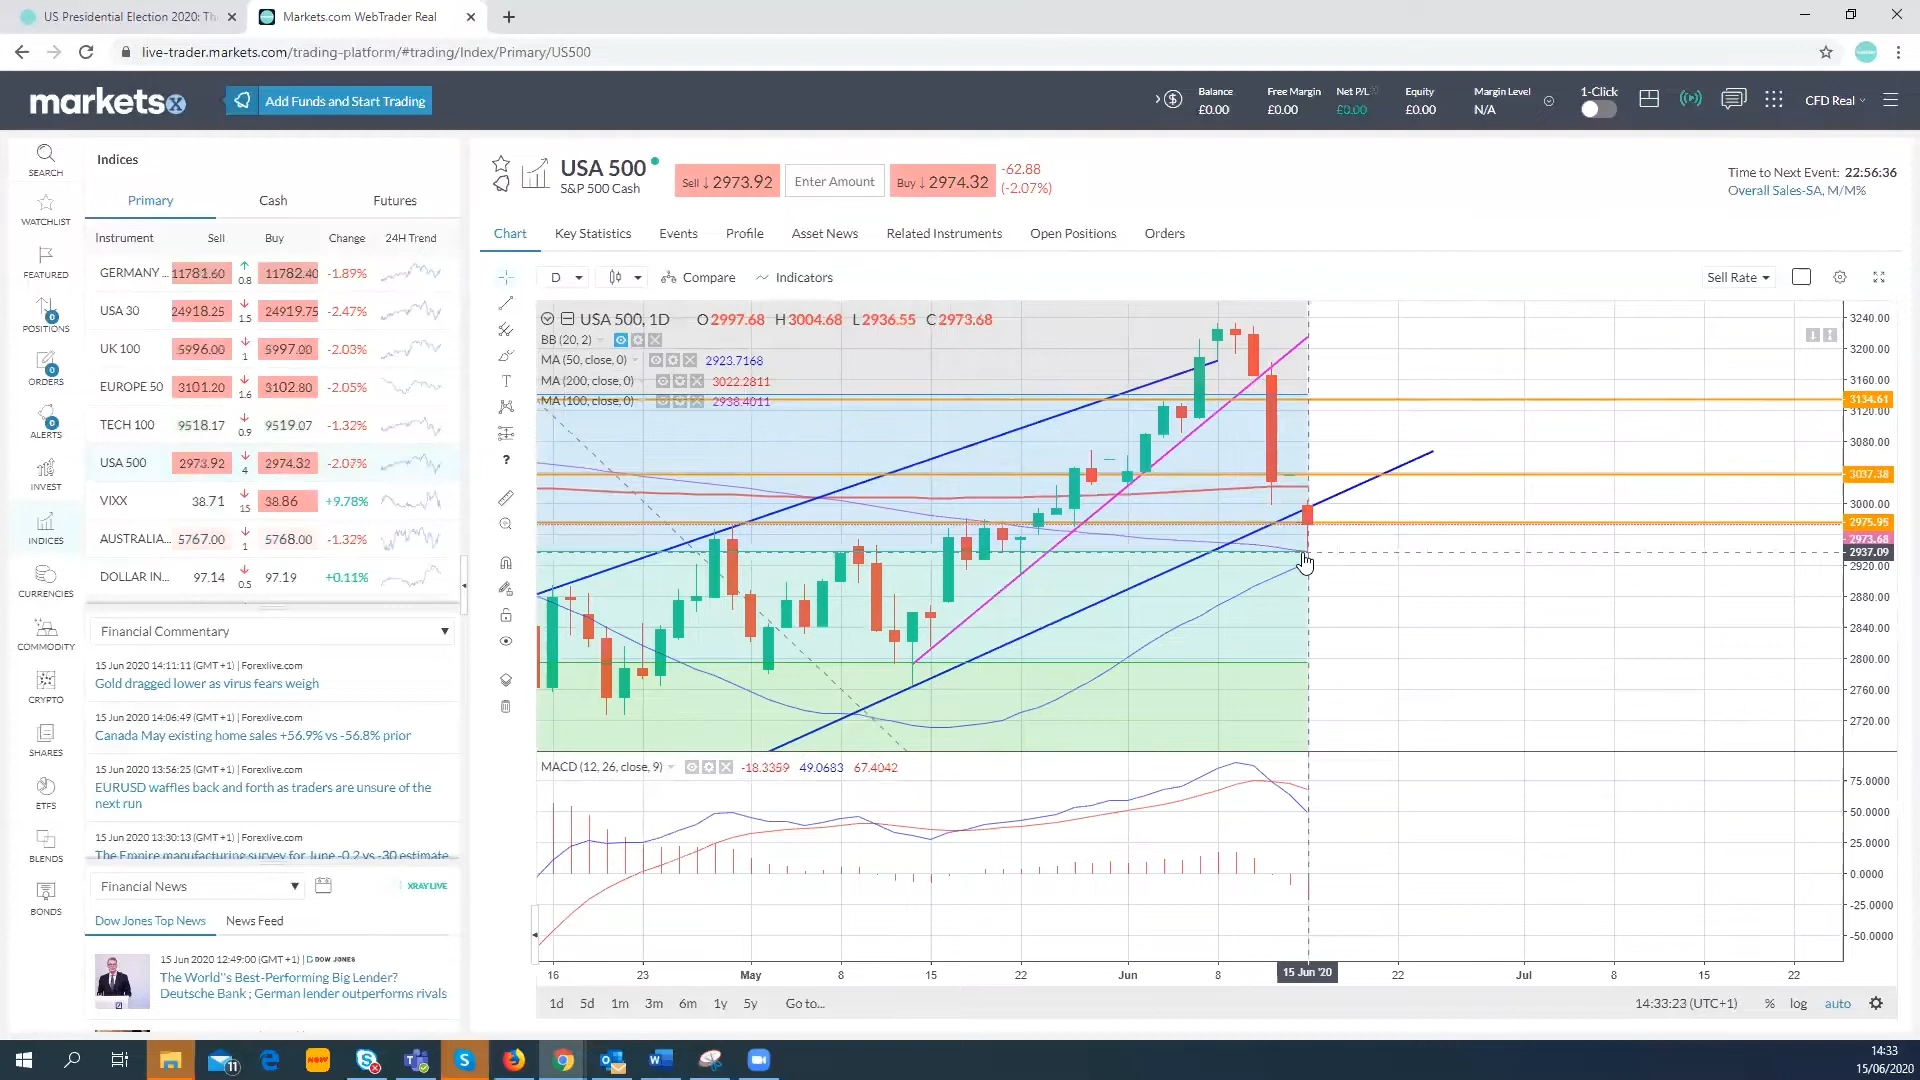 US Presidential Election 2020: Th
Markets.com WebTrader Real
live-trader.markets.com/trading-platform/#trading/Index/Primary/US500
marketsx
Add Funds and Start Trading
Balance £0.00
Free Margin £0.00
Net P/L £0.00
Equity £0.00
Margin Level N/A
1-Click
CFD Real
SEARCH
WATCHLIST
FEATURED
POSITIONS 0
ORDERS 0
ALERTS 0
INVEST
INDICES
CURRENCIES
COMMODITY
CRYPTO
SHARES
ETFS
BLENDS
BONDS
Indices
Primary Cash Futures
Instrument Sell Buy Change 24H Trend
GERMANY ... 11781.60 0.8 11782.40 -1.89%
USA 30 24918.25 1.5 24919.75 -2.47%
UK 100 5996.00 1 5997.00 -2.03%
EUROPE 50 3101.20 1.6 3102.80 -2.05%
TECH 100 9518.17 0.9 9519.07 -1.32%
USA 500 2973.92 4 2974.32 -2.07%
VIXX 38.71 15 38.86 +9.78%
AUSTRALIA... 5767.00 1 5768.00 -1.32%
DOLLAR IN... 97.14 0.5 97.19 +0.11%
Financial Commentary
15 Jun 2020 14:11:11 (GMT+1) | Forexlive.com
Gold dragged lower as virus fears weigh
15 Jun 2020 14:06:49 (GMT+1) | Forexlive.com
Canada May existing home sales +56.9% vs -56.8% prior
15 Jun 2020 13:56:25 (GMT+1) | Forexlive.com
EURUSD waffles back and forth as traders are unsure of the
next run
15 Jun 2020 13:30:13 (GMT+1) | Forexlive.com
The Empire manufacturing survey for June -0.2 vs -30 estimate
Financial News
XRAYLIVE
Dow Jones Top News News Feed
15 Jun 2020 12:49:00 (GMT+1) | DOW JONES
The World''s Best-Performing Big Lender?
Deutsche Bank ; German lender outperforms rivals
USA 500
S&P 500 Cash
Sell 2973.92
Enter Amount
Buy 2974.32
-62.88
(-2.07%)
Time to Next Event: 22:56:36
Overall Sales-SA, M/M%
Chart Key Statistics Events Profile Asset News Related Instruments Open Positions Orders
D Compare Indicators Sell Rate
USA 500, 1D O2997.68 H3004.68 L2936.55 C2973.68
BB (20, 2)
MA (50, close, 0) 2923.7168
MA (200, close, 0) 3022.2811
MA (100, close, 0) 2938.4011
3240.00
3200.00
3160.00
3134.61
3120.00
3080.00
3037.38
3000.00
2975.95
2973.68
2937.09
2920.00
2880.00
2840.00
2800.00
2760.00
2720.00
MACD (12, 26, close, 9) -18.3359 49.0683 67.4042
75.0000
50.0000
25.0000
0.0000
-25.0000
-50.0000
16 23 May 8 15 22 Jun 8 15 Jun '20 22 Jul 8 15 22
1d 5d 1m 3m 6m 1y 5y Go to... 14:33:23 (UTC+1) % log auto
11
NOW
14:33
15/06/2020